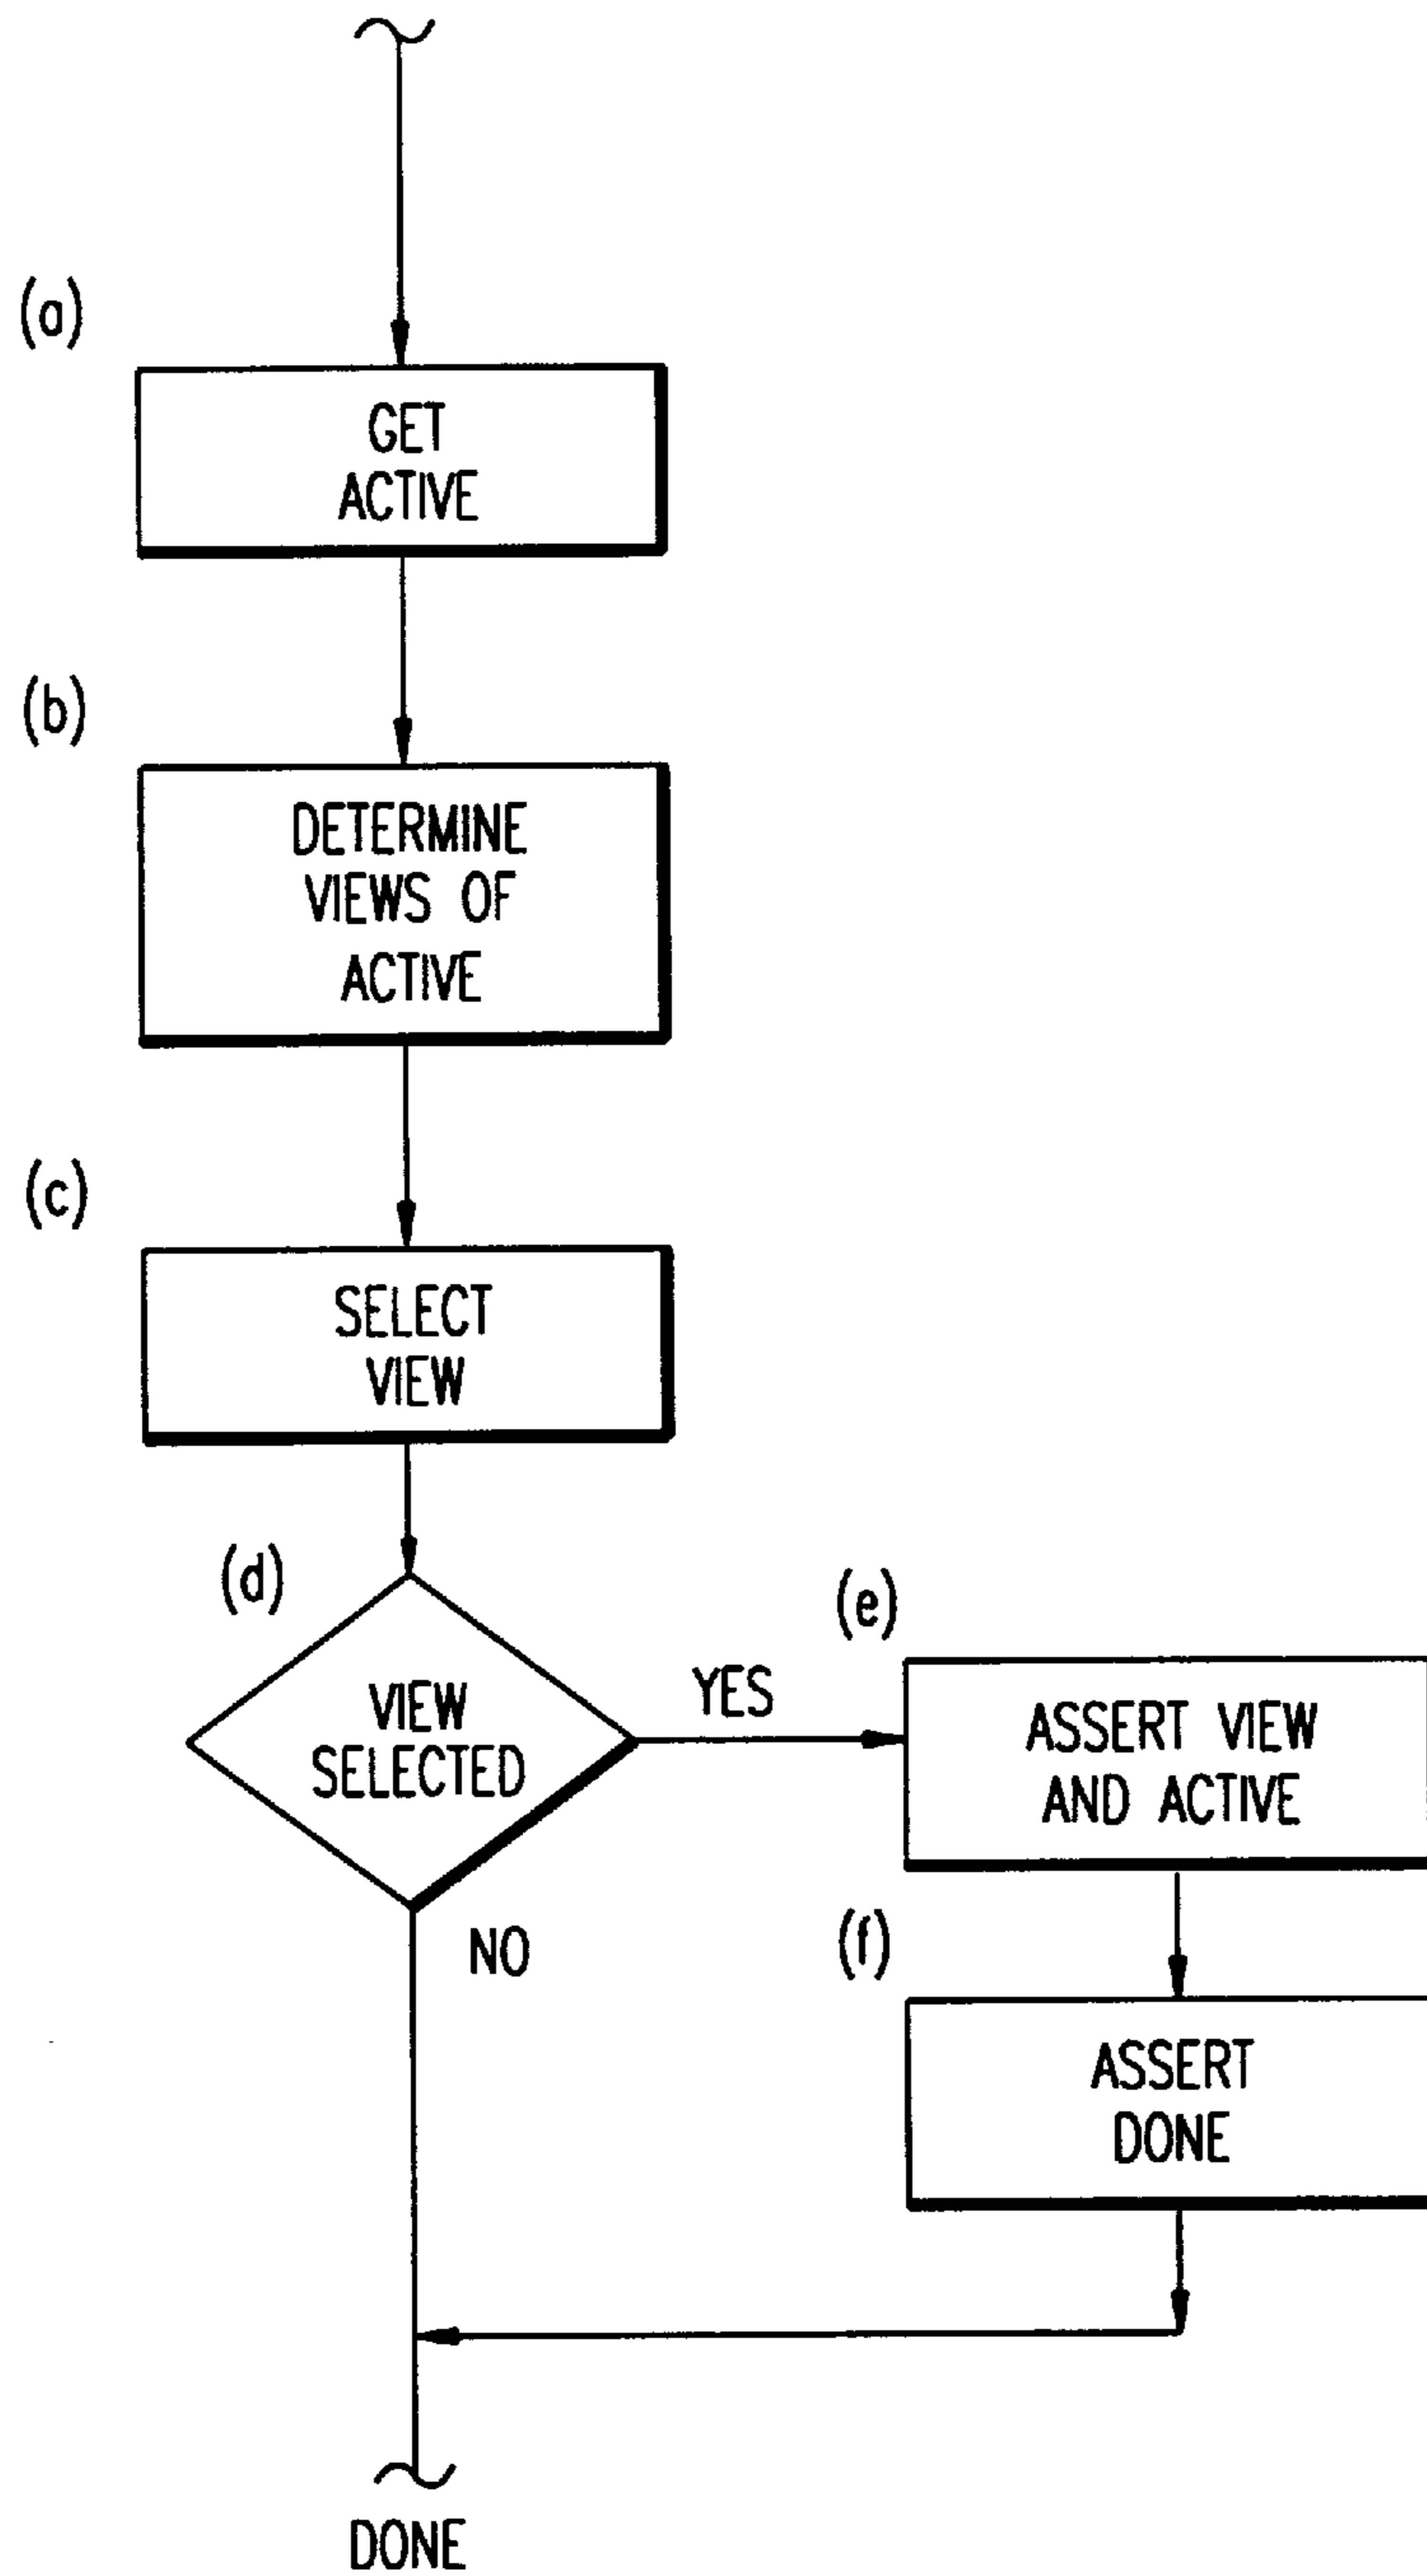 (a)
GET
ACTIVE
(b)
DETERMINE
VIEWS OF
ACTIVE
(c)
SELECT
VIEW
(d)
VIEW
SELECTED
YES
NO
(e)
ASSERT VIEW
AND ACTIVE
(f)
ASSERT
DONE
DONE